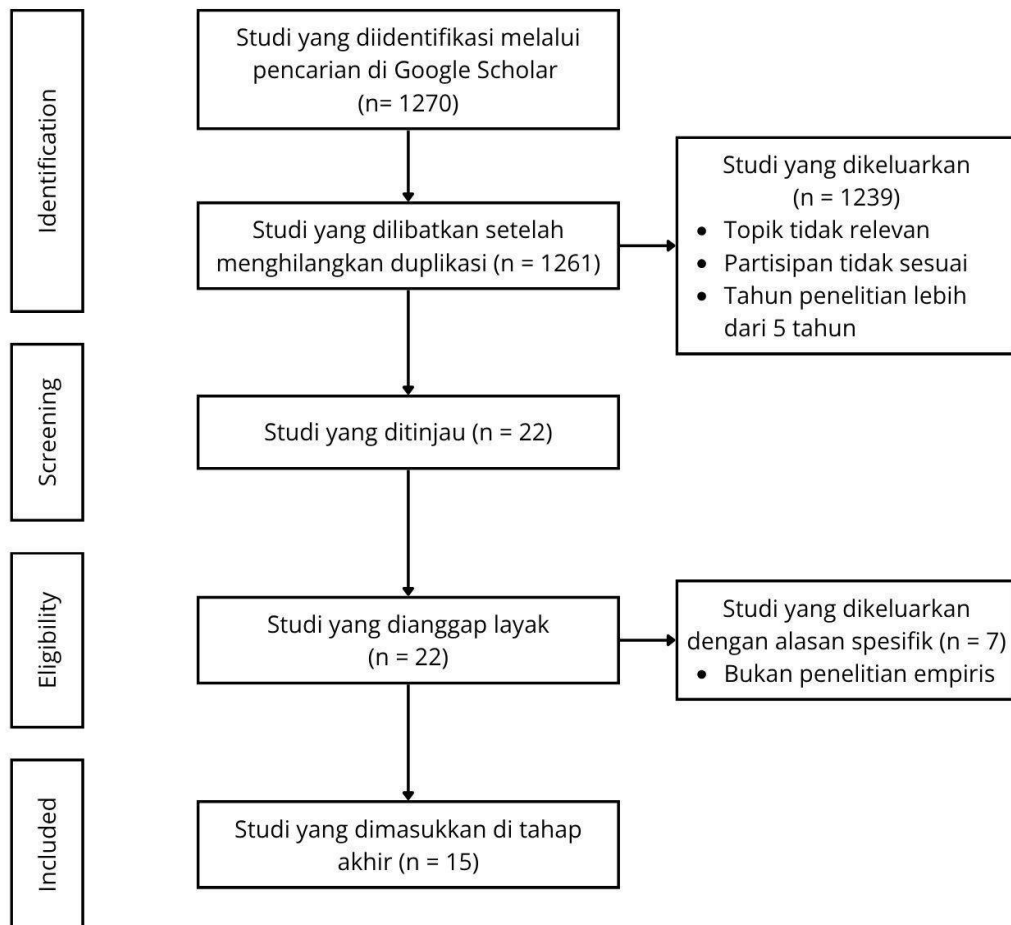 Identification
Studi yang diidentifikasi melalui
pencarian di Google Scholar
(n= 1270)
Studi yang dilibatkan setelah
menghilangkan duplikasi (n = 1261)
Studi yang dikeluarkan
(n = 1239)
• Topik tidak relevan
• Partisipan tidak sesuai
• Tahun penelitian lebih
dari 5 tahun
Screening
Studi yang ditinjau (n = 22)
Eligibility
Studi yang dianggap layak
(n = 22)
Studi yang dikeluarkan
dengan alasan spesifik (n = 7)
• Bukan penelitian empiris
Included
Studi yang dimasukkan di tahap
akhir (n = 15)